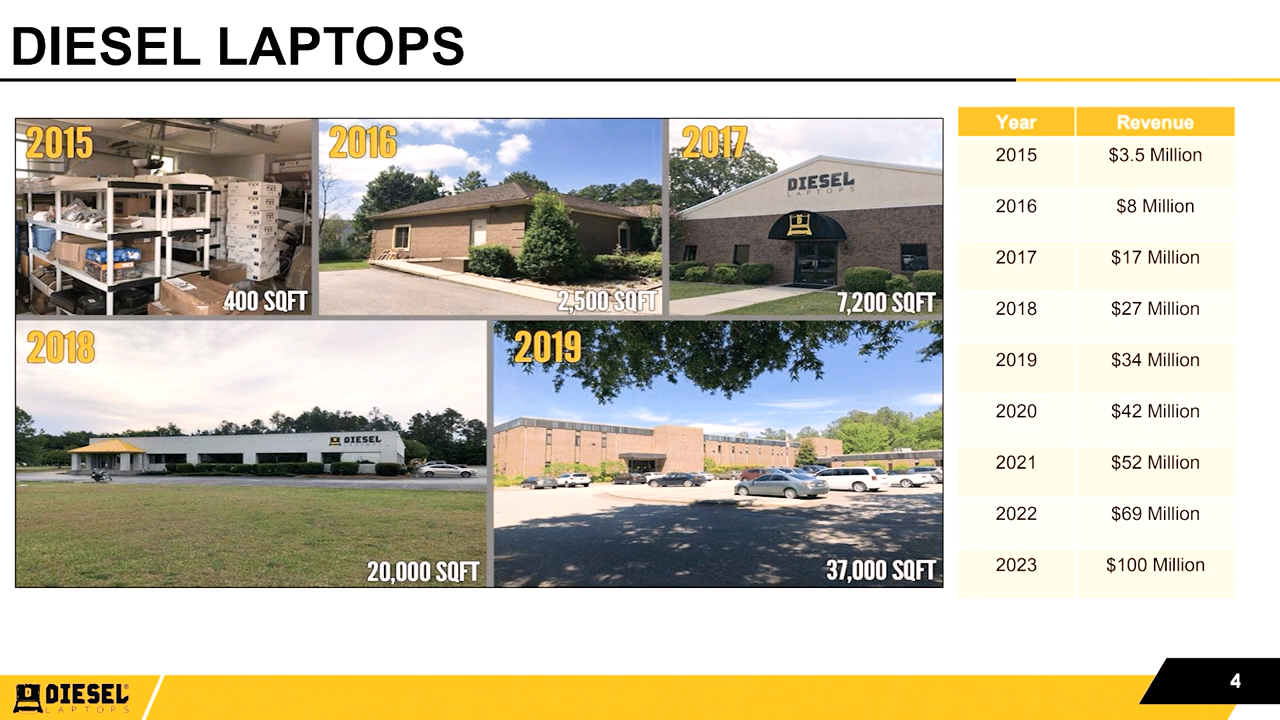 DIESEL LAPTOPS
2015
400 SQFT
2016
2,500 SQFT
2017
DIESEL
LAPTOPS
D
7,200 SQFT
2018
DIESEL
LAPTOPS
20,000 SQFT
2019
37,000 SQFT
Year Revenue
2015 $3.5 Million
2016 $8 Million
2017 $17 Million
2018 $27 Million
2019 $34 Million
2020 $42 Million
2021 $52 Million
2022 $69 Million
2023 $100 Million
DIESEL
LAPTOPS
4